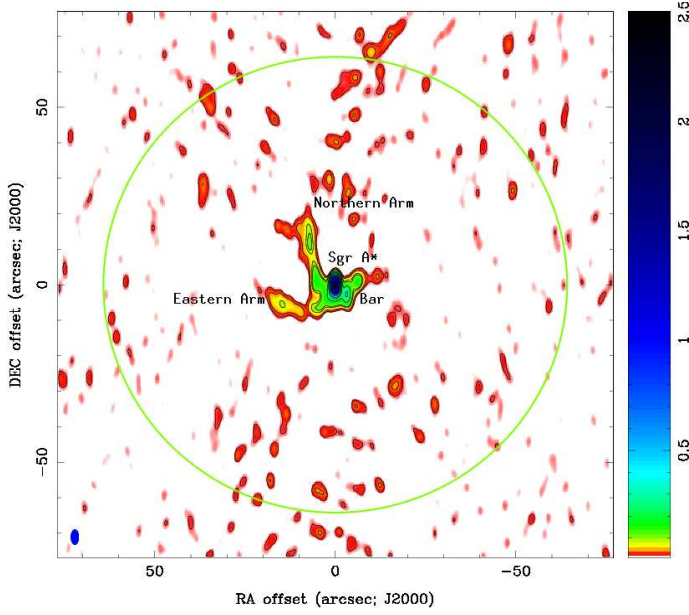 2.5
2
1.5
1
0.5
50
0
-50
DEC offset (arcsec; J2000)
Northern Arm
Sgr A*
Eastern Arm
Bar
50
0
-50
RA offset (arcsec; J2000)